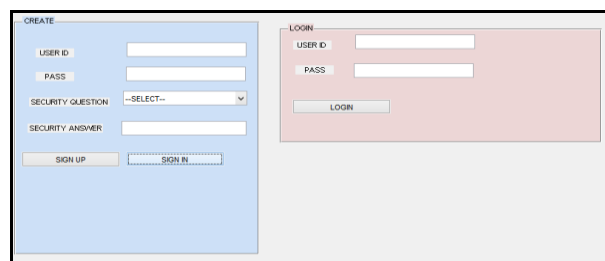 CREATE
USER ID
PASS
SECURITY QUESTION --SELECT--
SECURITY ANSWER
SIGN UP SIGN IN
LOGIN
USER ID
PASS
LOGIN